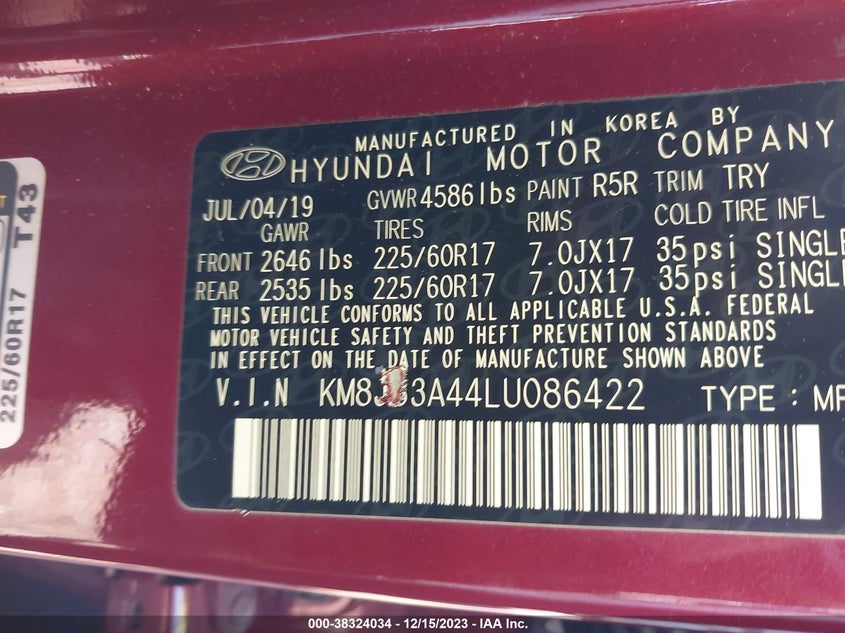 MANUFACTURED IN KOREA BY
HYUNDAI MOTOR COMPANY
JUL/04/19 GVWR 4586 lbs PAINT R5R TRIM TRY
GAWR TIRES RIMS COLD TIRE INFL
FRONT 2646 lbs 225/60R17 7.0JX17 35psi SINGLE
REAR 2535 lbs 225/60R17 7.0JX17 35psi SINGLE
THIS VEHICLE CONFORMS TO ALL APPLICABLE U.S.A. FEDERAL
MOTOR VEHICLE SAFETY AND THEFT PREVENTION STANDARDS
IN EFFECT ON THE DATE OF MANUFACTURE SHOWN ABOVE
V.I.N TYPE :
225/60R17 T43
000-38324034 - 12/15/2023 - IAA Inc.